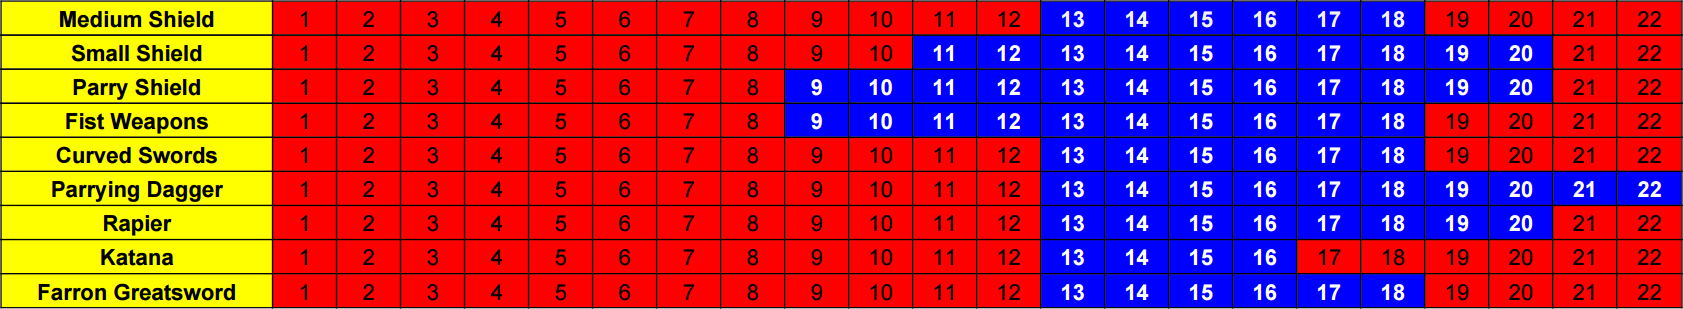 Medium Shield 1 2 3 4 5 6 7 8 9 10 11 12 13 14 15 16 17 18 19 20 21 22
Small Shield 1 2 3 4 5 6 7 8 9 10 11 12 13 14 15 16 17 18 19 20 21 22
Parry Shield 1 2 3 4 5 6 7 8 9 10 11 12 13 14 15 16 17 18 19 20 21 22
Fist Weapons 1 2 3 4 5 6 7 8 9 10 11 12 13 14 15 16 17 18 19 20 21 22
Curved Swords 1 2 3 4 5 6 7 8 9 10 11 12 13 14 15 16 17 18 19 20 21 22
Parrying Dagger 1 2 3 4 5 6 7 8 9 10 11 12 13 14 15 16 17 18 19 20 21 22
Rapier 1 2 3 4 5 6 7 8 9 10 11 12 13 14 15 16 17 18 19 20 21 22
Katana 1 2 3 4 5 6 7 8 9 10 11 12 13 14 15 16 17 18 19 20 21 22
Farron Greatsword 1 2 3 4 5 6 7 8 9 10 11 12 13 14 15 16 17 18 19 20 21 22